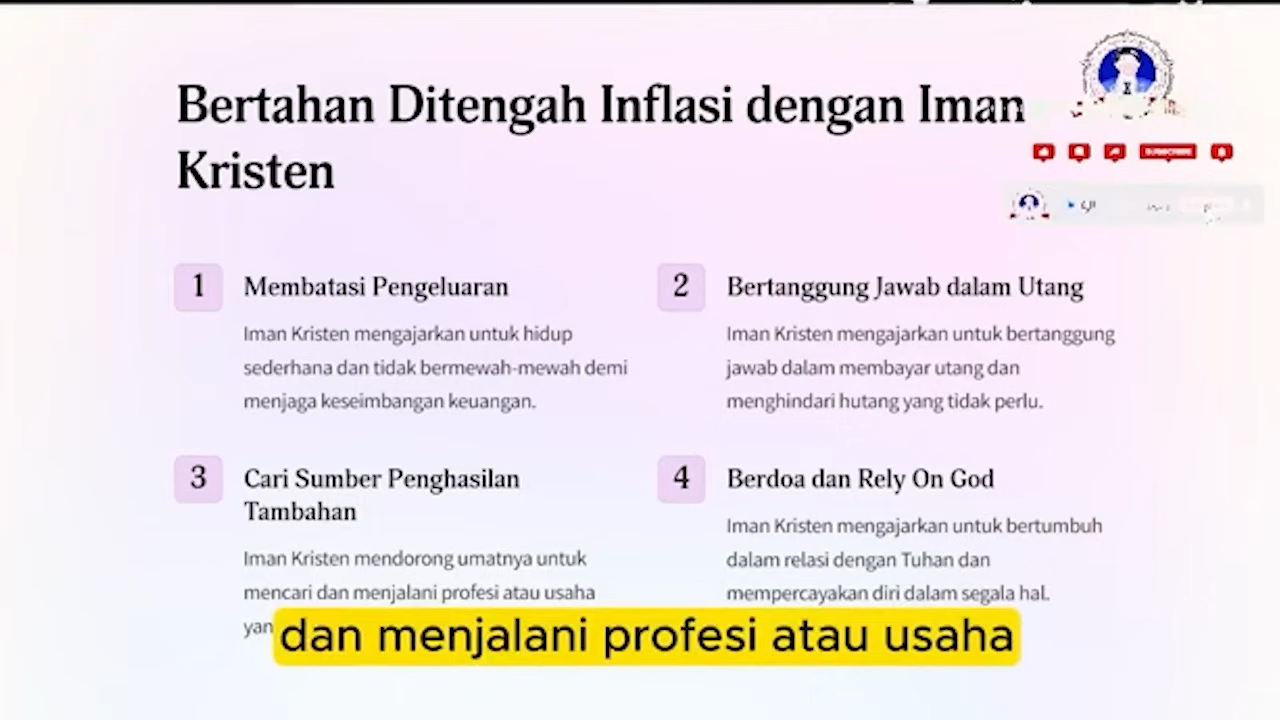 Bertahan Ditengah Inflasi dengan Iman
Kristen
1
Membatasi Pengeluaran
Iman Kristen mengajarkan untuk hidup
sederhana dan tidak bermewah-mewah demi
menjaga keseimbangan keuangan.
2
Bertanggung Jawab dalam Utang
Iman Kristen mengajarkan untuk bertanggung
jawab dalam membayar utang dan
menghindari hutang yang tidak perlu.
3
Cari Sumber Penghasilan
Tambahan
Iman Kristen mendorong umatnya untuk
mencari dan menjalani profesi atau usaha
4
Berdoa dan Rely On God
Iman Kristen mengajarkan untuk bertumbuh
dalam relasi dengan Tuhan dan
mempercayakan diri dalam segala hal.
dan menjalani profesi atau usaha
SUBSCRIBE